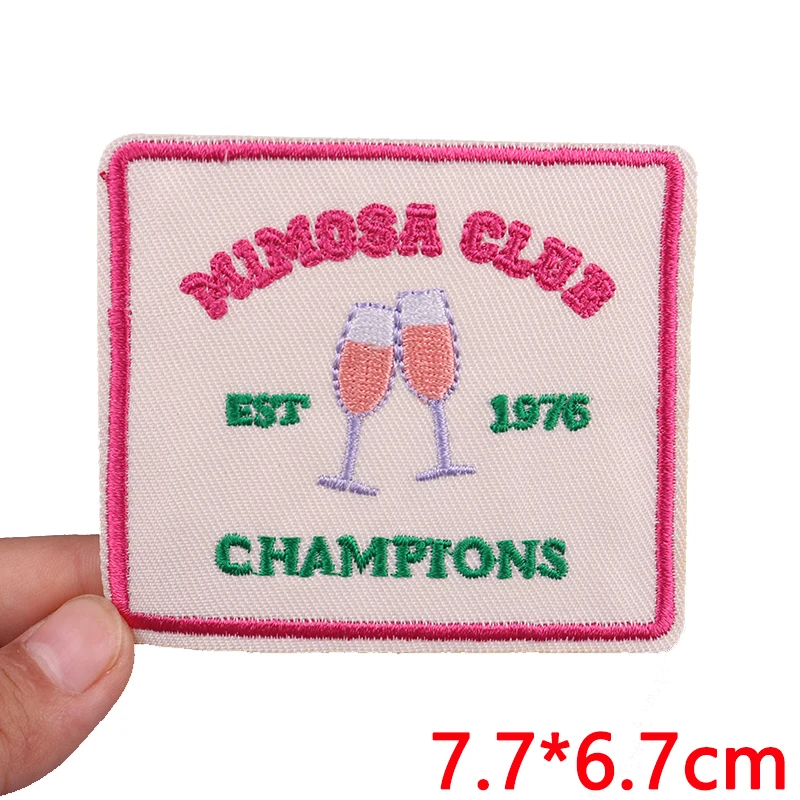 MIMOSA CLUB
EST 1976
CHAMPIONS
7.7*6.7cm